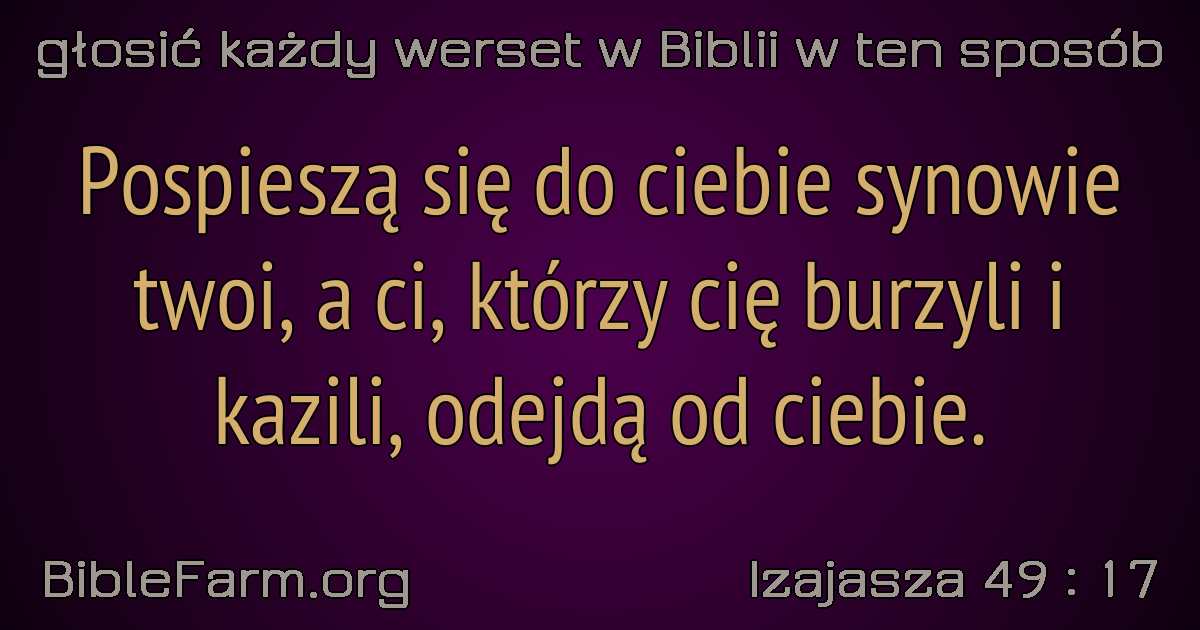 głosić każdy werset w Biblii w ten sposób
Pospieszą się do ciebie synowie
twoi, a ci, którzy cię burzyli i
kazili, odejdą od ciebie.
BibleFarm.org
Izajasza 49 : 17